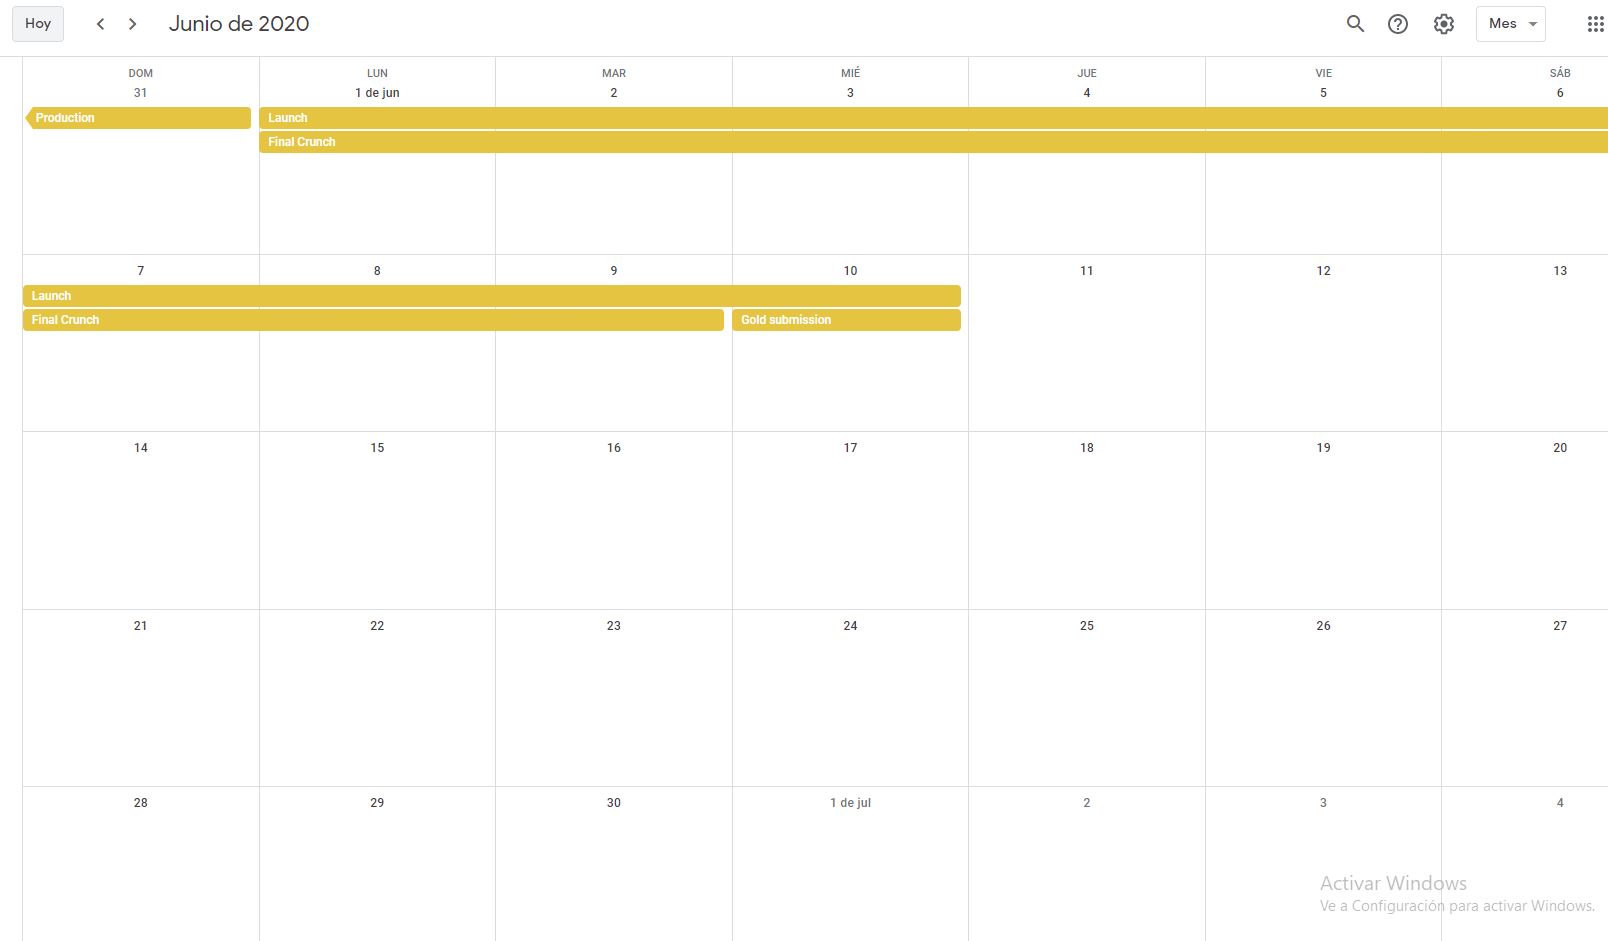 Hoy
Junio de 2020
Mes
DOM LUN MAR MIÉ JUE VIE SÁB
31 1 de jun 2 3 4 5 6
Production Launch
Final Crunch
7 8 9 10 11 12 13
Launch
Final Crunch Gold submission
14 15 16 17 18 19 20
21 22 23 24 25 26 27
28 29 30 1 de jul 2 3 4
Activar Windows
Ve a Configuración para activar Windows.